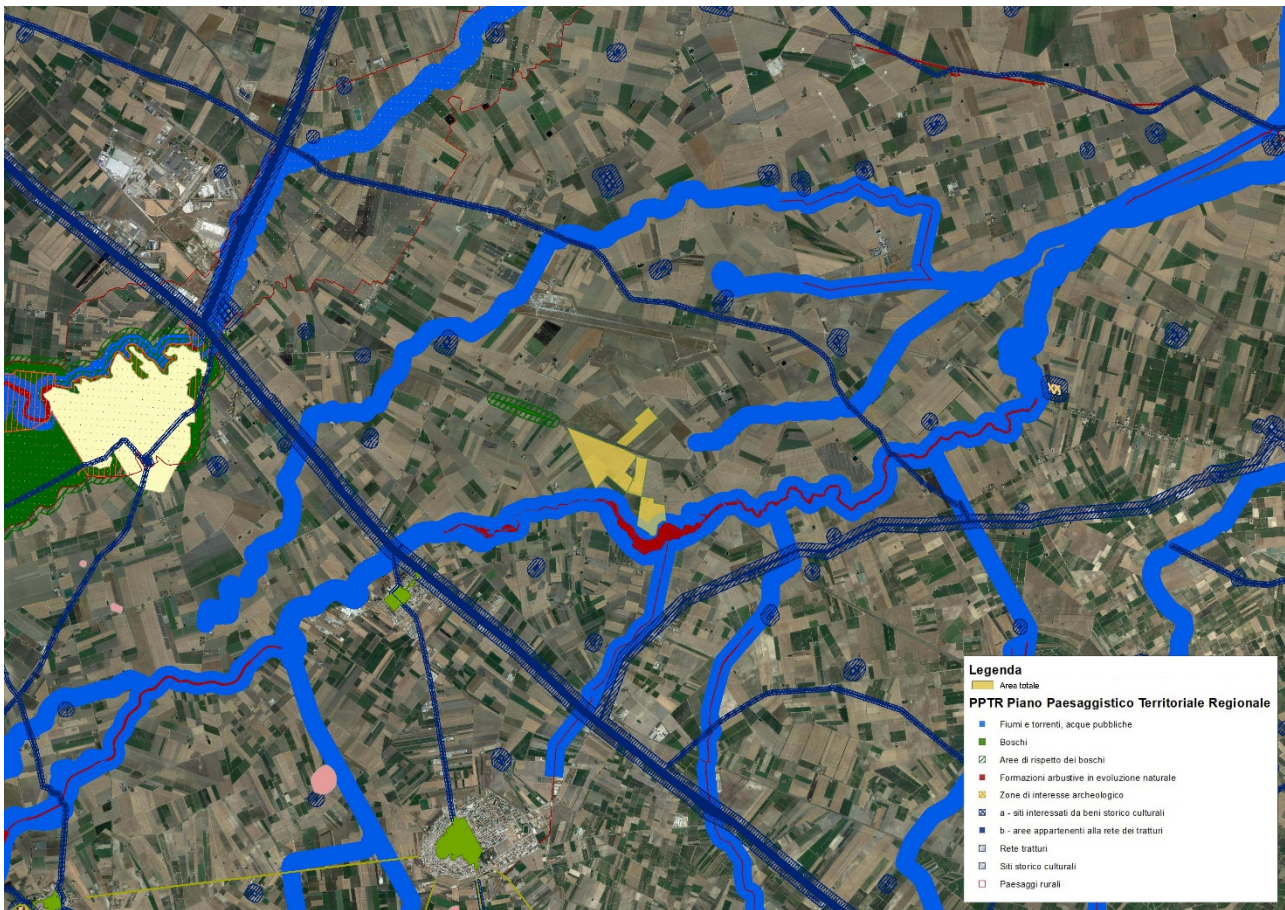 Legenda
Area totale
PPTR Piano Paesaggistico Territoriale Regionale
Fiumi e torrenti, acque pubbliche
Boschi
Aree di rispetto dei boschi
Formazioni arbustive in evoluzione naturale
Zone di interesse archeologico
a - siti interessati da beni storico culturali
b - aree appartenenti alla rete dei tratturi
Rete tratturi
Siti storico culturali
Paesaggi rurali